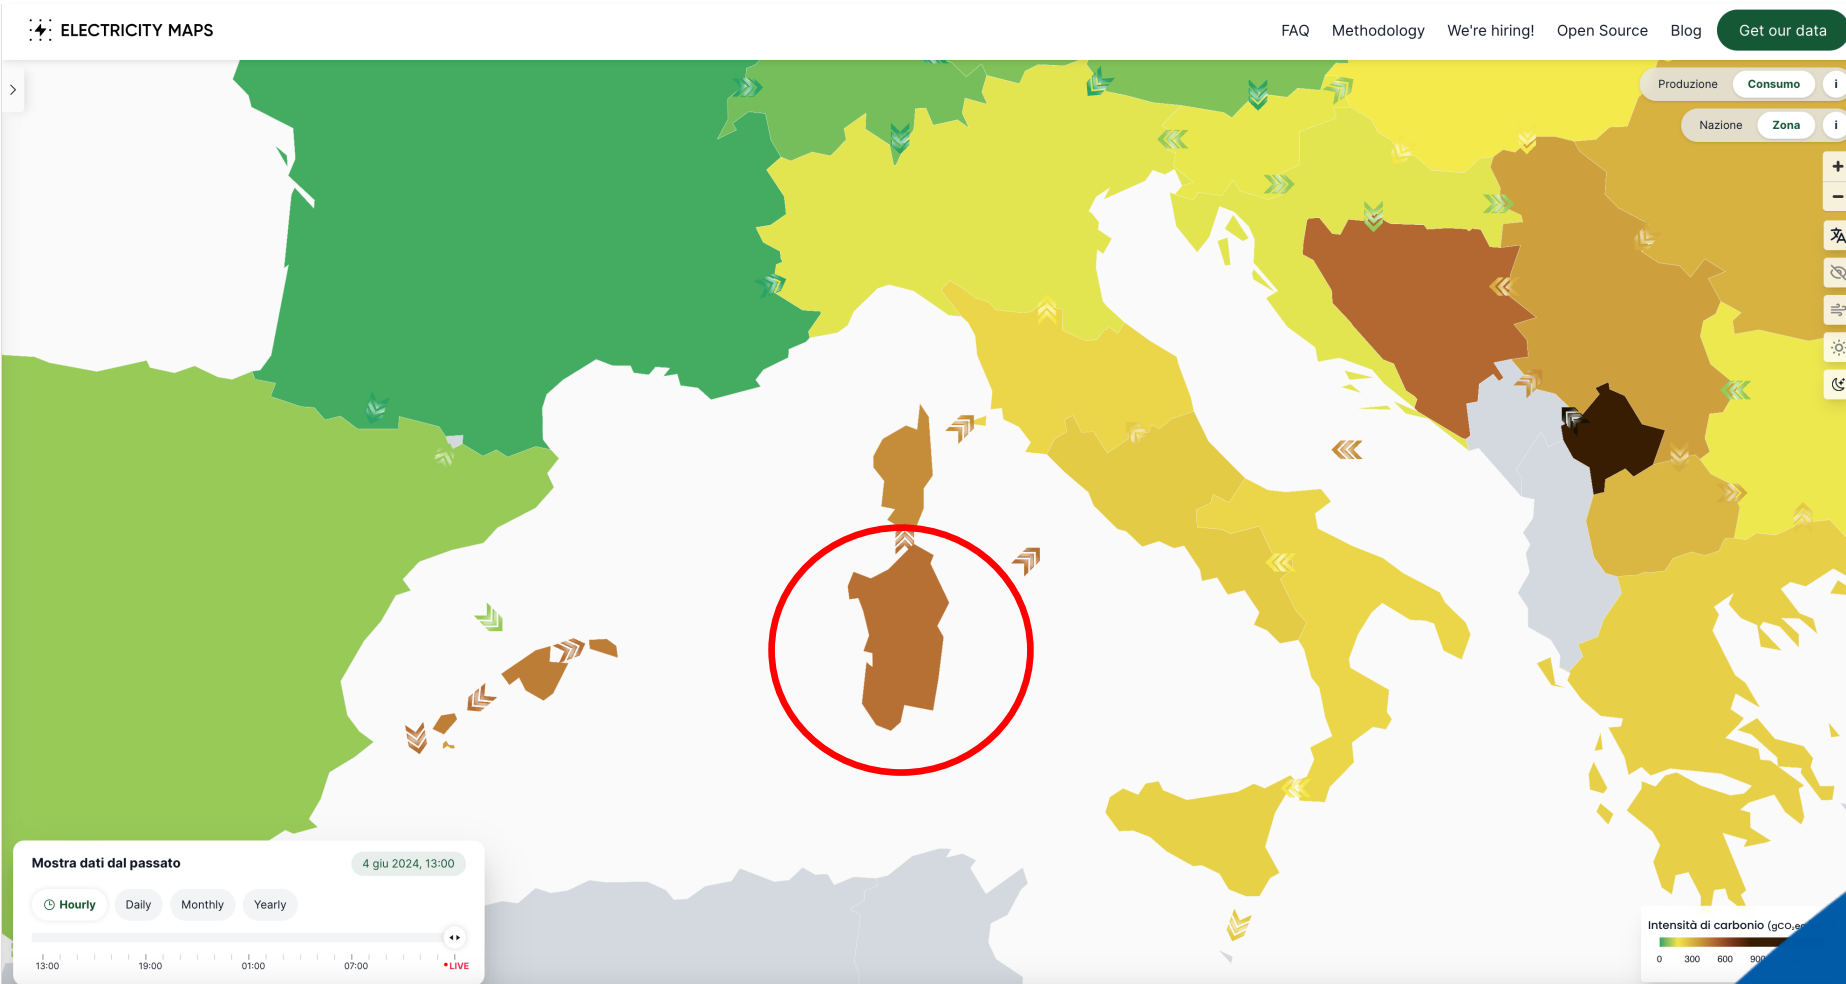 ELECTRICITY MAPS
FAQ Methodology We're hiring! Open Source Blog Get our data
Produzione Consumo i
Nazione Zona i
Mostra dati dal passato 4 giu 2024, 13:00
Hourly Daily Monthly Yearly
13:00 19:00 01:00 07:00 LIVE
Intensità di carbonio
0 300 600